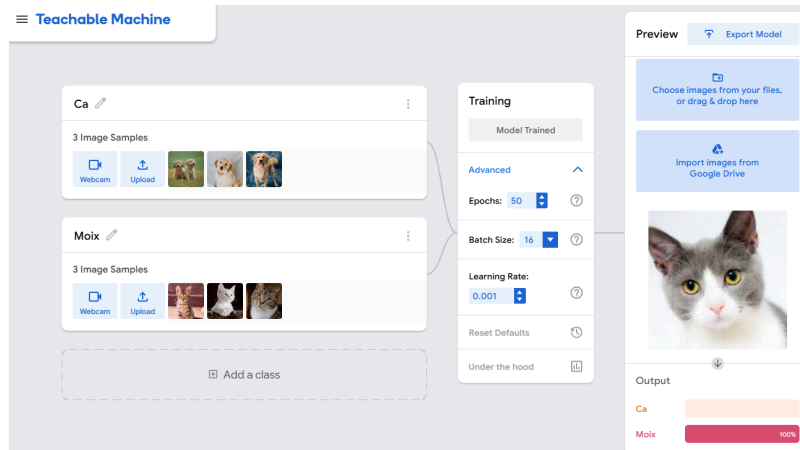 Teachable Machine
Ca
3 Image Samples
Webcam
Upload
Moix
3 Image Samples
Webcam
Upload
Add a class
Training
Model Trained
Advanced
Epochs: 50
Batch Size: 16
Learning Rate:
0.001
Reset Defaults
Under the hood
Preview
Export Model
Choose images from your files,
or drag & drop here
Import images from
Google Drive
Output
Ca
Moix 100%